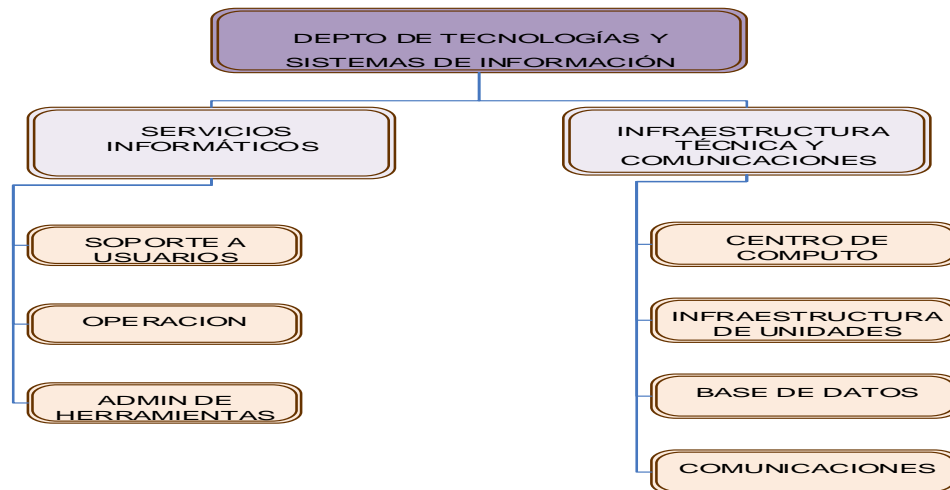 DEPTO DE TECNOLOGÍAS Y
SISTEMAS DE INFORMACIÓN
SERVICIOS
INFORMÁTICOS
INFRAESTRUCTURA
TÉCNICA Y
COMUNICACIONES
SOPORTE A
USUARIOS
OPERACION
ADMIN DE
HERRAMIENTAS
CENTRO DE
COMPUTO
INFRAESTRUCTURA
DE UNIDADES
BASE DE DATOS
COMUNICACIONES